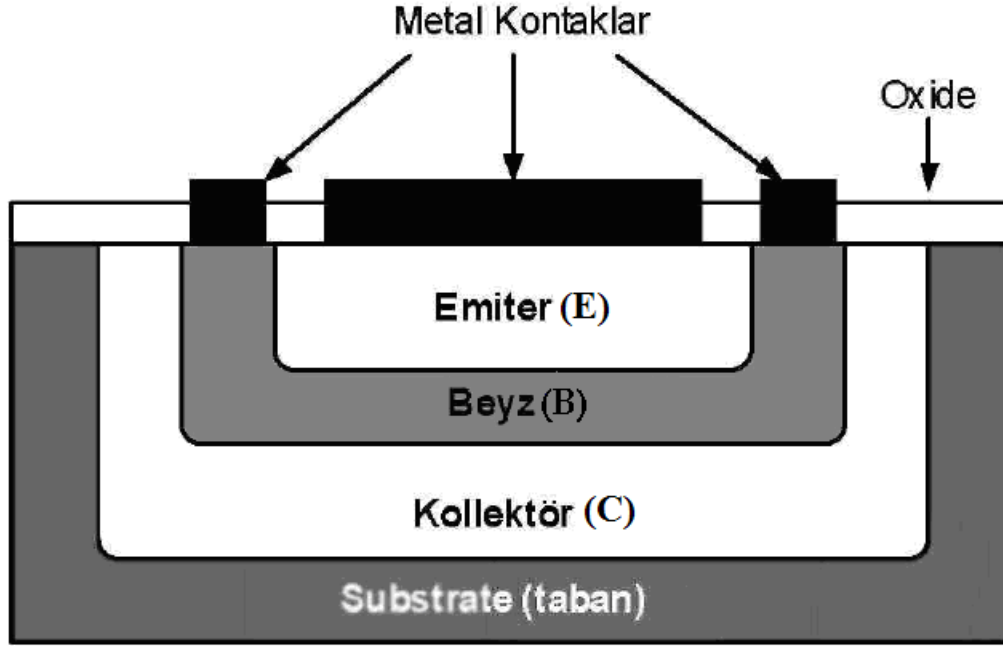 Metal Kontaklar
Oxide
Emiter (E)
Beyz (B)
Kollektör (C)
Substrate (taban)